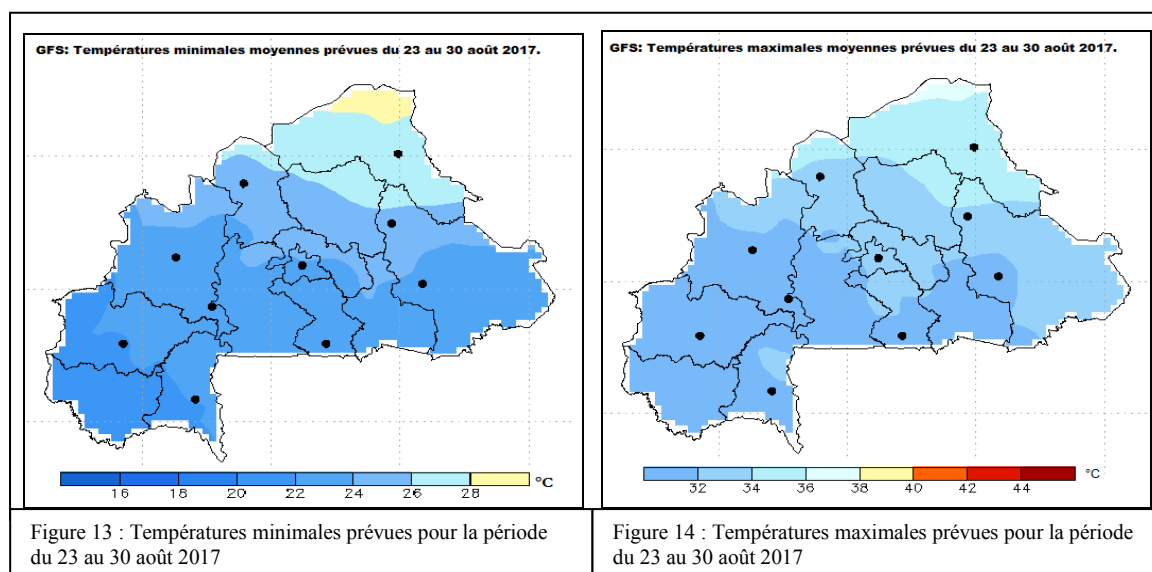 GFS: Températures minimales moyennes prévues du 23 au 30 août 2017.
16 18 20 22 24 26 28 °C
Figure 13 : Températures minimales prévues pour la période
du 23 au 30 août 2017
GFS: Températures maximales moyennes prévues du 23 au 30 août 2017.
32 34 36 38 40 42 44 °C
Figure 14 : Températures maximales prévues pour la période
du 23 au 30 août 2017